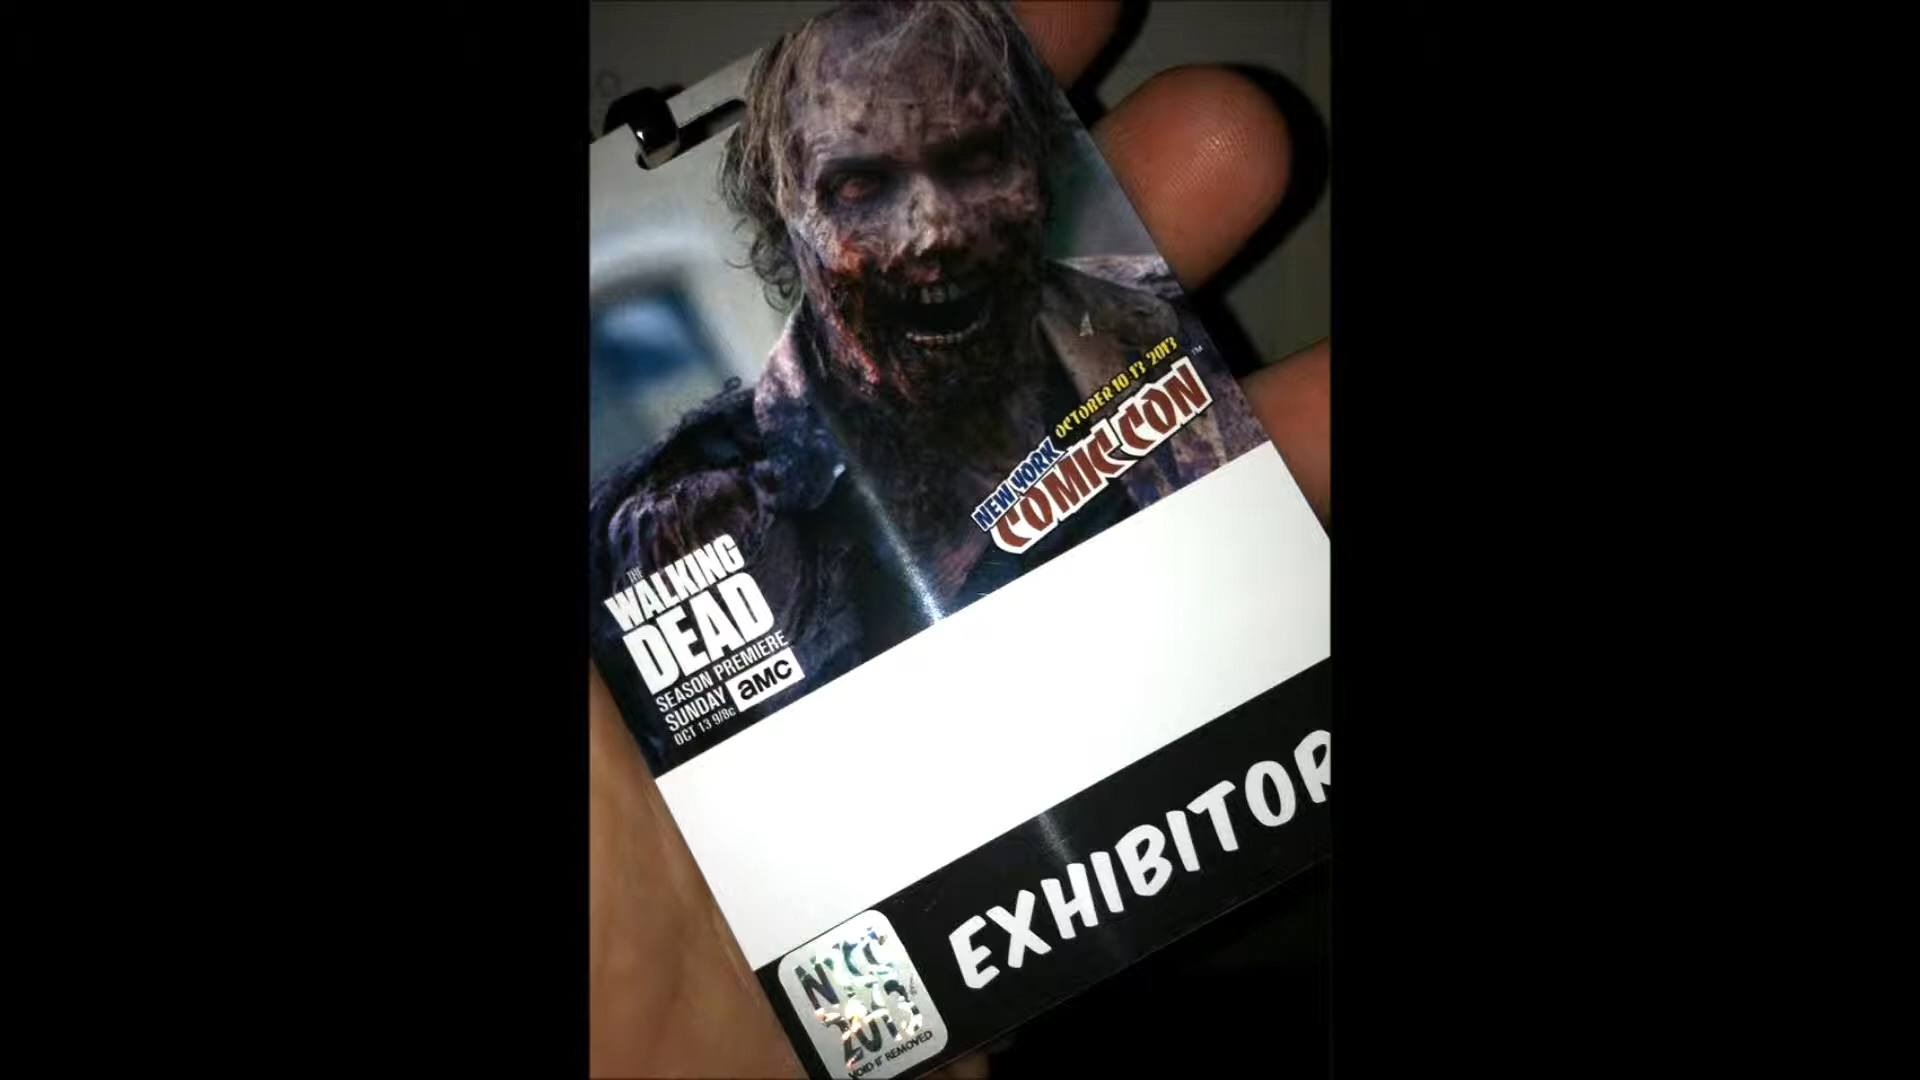 OCTOBER 10-13 2013
NEW YORK
COMIC CON
TM
THE
WALKING
DEAD
SEASON PREMIERE
SUNDAY
OCT 13 9/8c
aMC
EXHIBITOR
NYCC
2013
VOID IF REMOVED